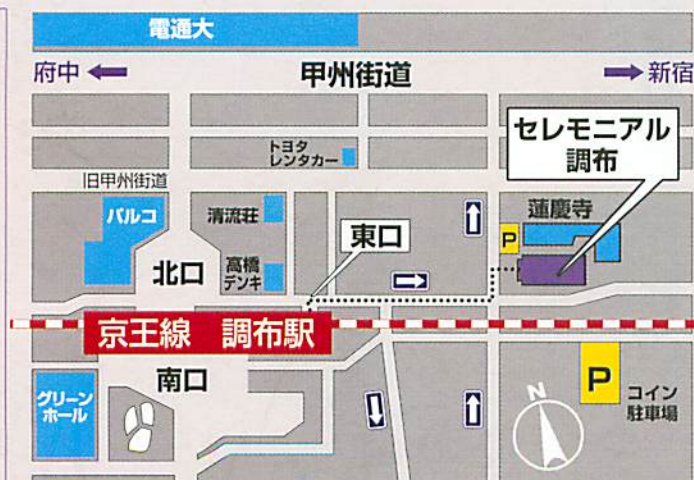 電通大
府中
甲州街道
新宿
トヨタ
レンタカー
セレモニアル
調布
旧甲州街道
パルコ
清流荘
東口
P
蓮慶寺
北口
高橋
デンキ
京王線 調布駅
南口
グリーン
ホール
P
コイン
駐車場
N